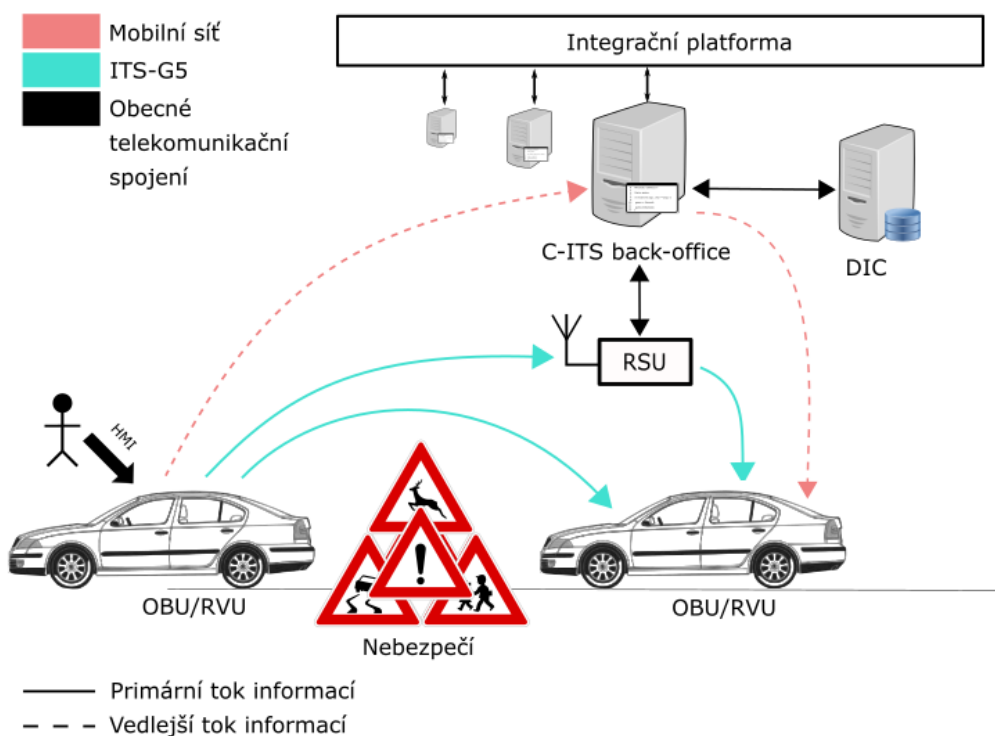 Mobilní síť
ITS-G5
Obecné
telekomunikační
spojení
Integrační platforma
C-ITS back-office
DIC
RSU
HMI
OBU/RVU
OBU/RVU
Nebezpečí
Primární tok informací
Vedlejší tok informací